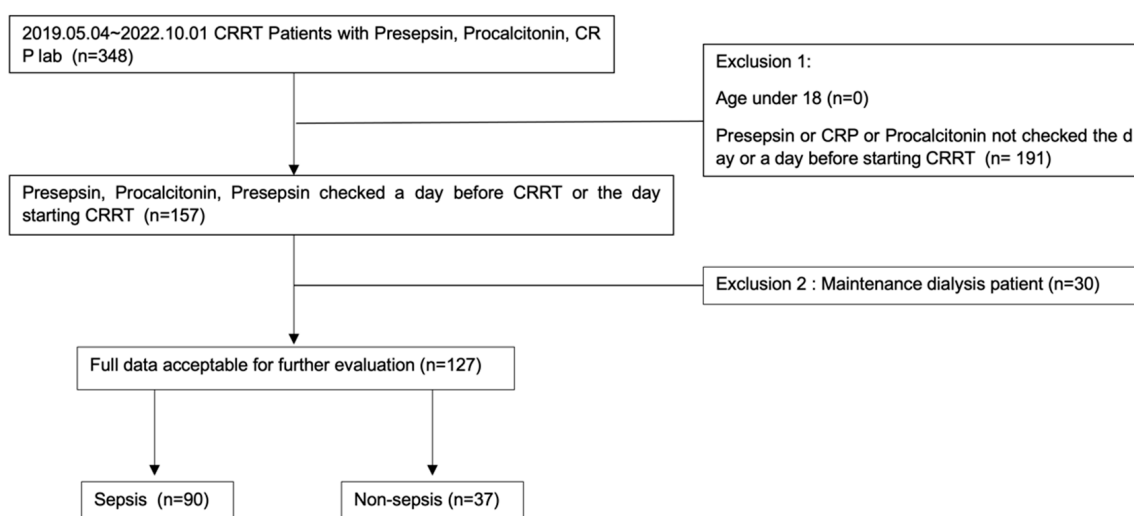 2019.05.04~2022.10.01 CRRT Patients with Presepsin, Procalcitonin, CR
P lab (n=348)
Exclusion 1:
Age under 18 (n=0)
Presepsin or CRP or Procalcitonin not checked the d
ay or a day before starting CRRT (n= 191)
Presepsin, Procalcitonin, Presepsin checked a day before CRRT or the day
starting CRRT (n=157)
Exclusion 2 : Maintenance dialysis patient (n=30)
Full data acceptable for further evaluation (n=127)
Sepsis (n=90)
Non-sepsis (n=37)